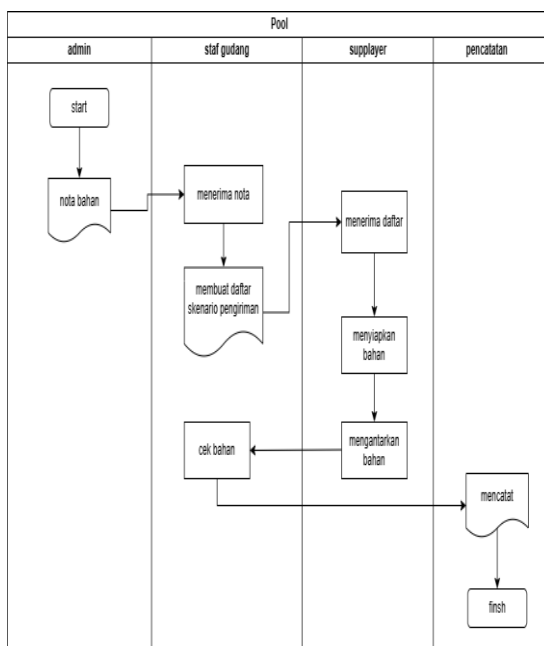 Pool
admin
staf gudang
supplayer
pencatatan
start
nota bahan
menerima nota
membuat daftar
skenario pengiriman
menerima daftar
menyiapkan
bahan
mengantarkan
bahan
cek bahan
mencatat
finsh